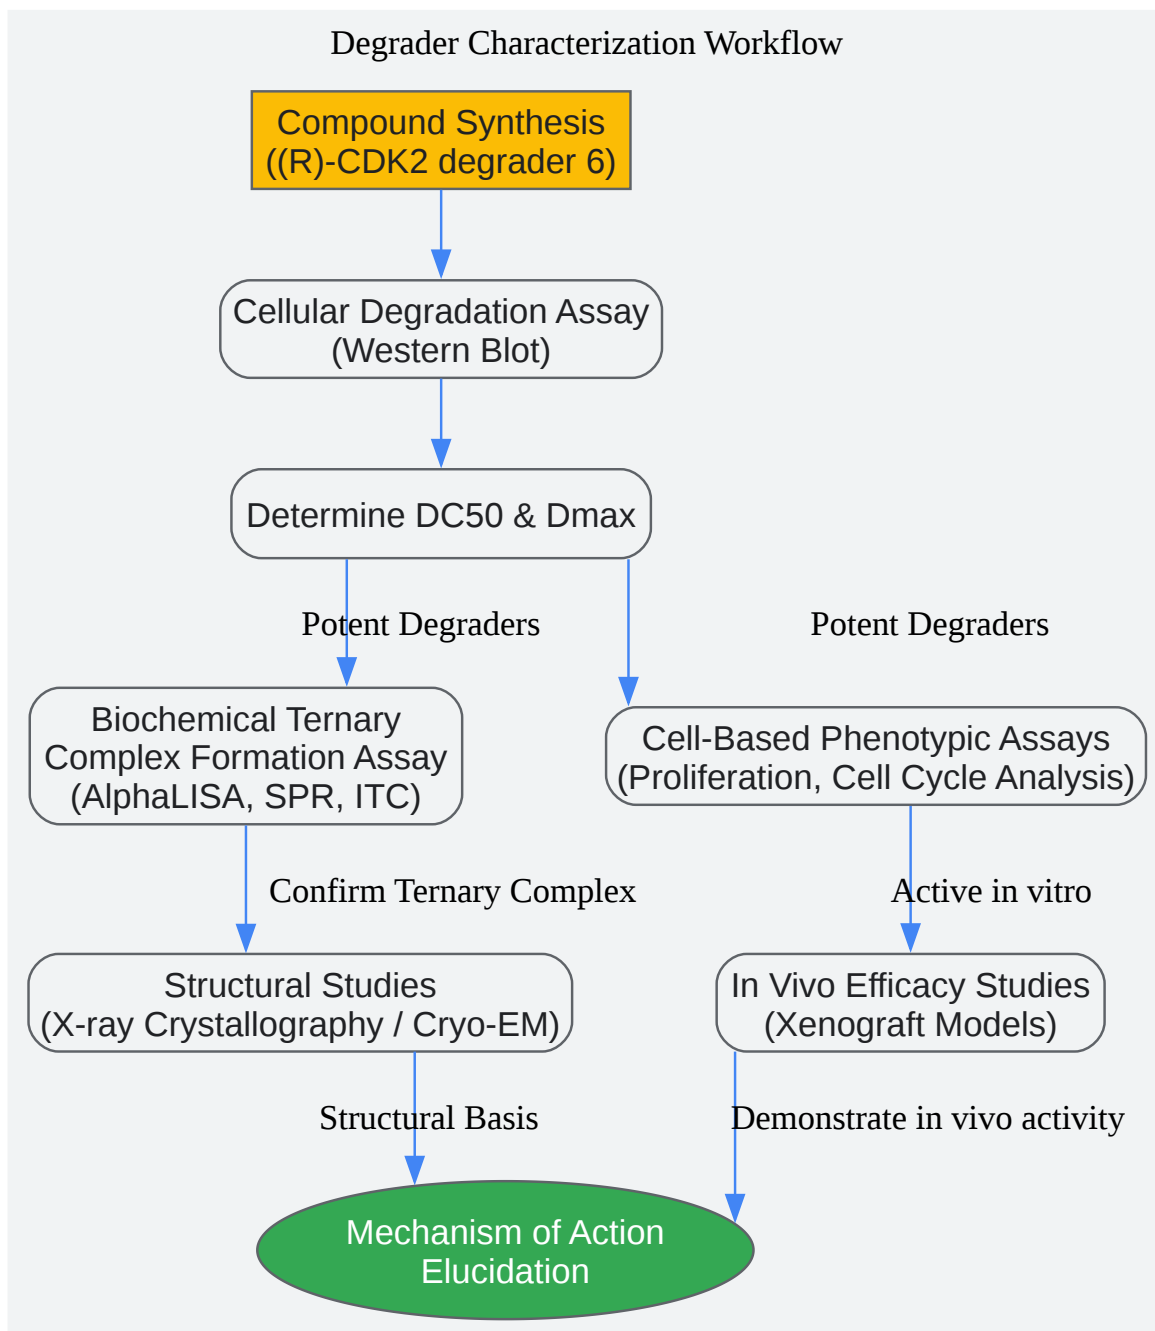 Degrader Characterization Workflow
Compound Synthesis
((R)-CDK2 degrader 6)
Cellular Degradation Assay
(Western Blot)
Determine DC50 & Dmax
Potent Degraders
Potent Degraders
Biochemical Ternary
Complex Formation Assay
(AlphaLISA, SPR, ITC)
Cell-Based Phenotypic Assays
(Proliferation, Cell Cycle Analysis)
Confirm Ternary Complex
Active in vitro
Structural Studies
(X-ray Crystallography / Cryo-EM)
In Vivo Efficacy Studies
(Xenograft Models)
Structural Basis
Demonstrate in vivo activity
Mechanism of Action
Elucidation